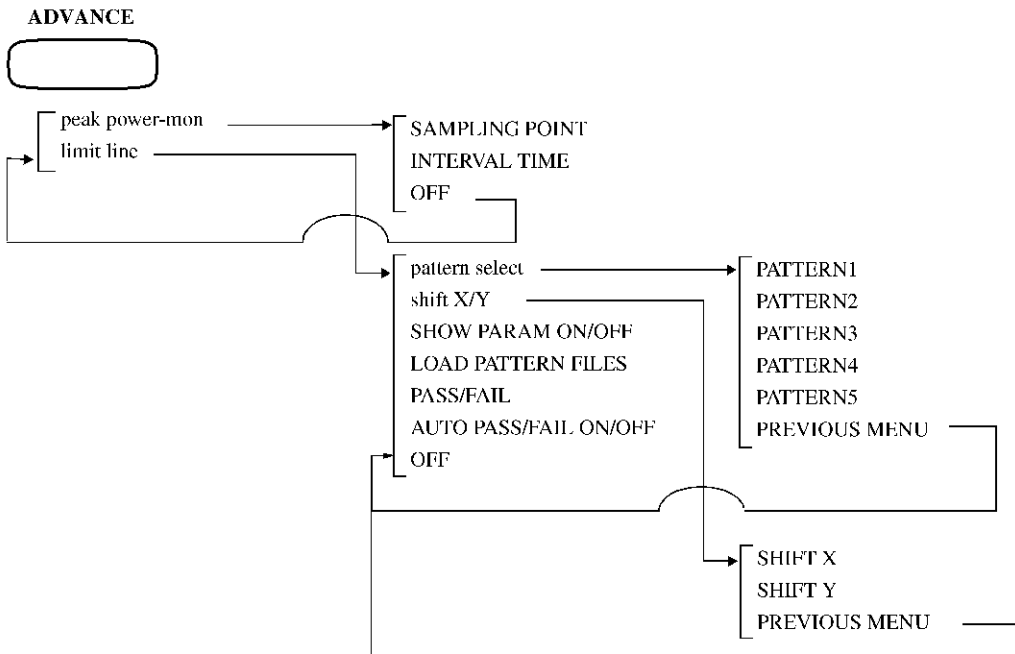 ADVANCE
peak power-mon
limit line
SAMPLING POINT
INTERVAL TIME
OFF
pattern select
shift X/Y
SHOW PARAM ON/OFF
LOAD PATTERN FILES
PASS/FAIL
AUTO PASS/FAIL ON/OFF
OFF
PATTERN1
PATTERN2
PATTERN3
PATTERN4
PATTERN5
PREVIOUS MENU
SHIFT X
SHIFT Y
PREVIOUS MENU